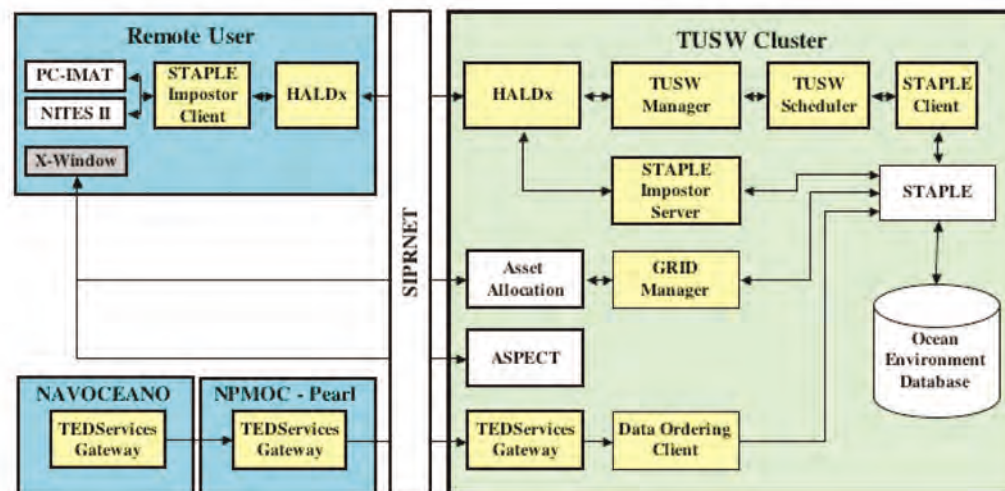 Remote User
PC-IMAT
NITES II
X-Window
STAPLE
Impostor
Client
HALDx
SIPRNET
TUSW Cluster
HALDx
TUSW
Manager
TUSW
Scheduler
STAPLE
Client
STAPLE
Impostor
Server
STAPLE
Asset
Allocation
GRID
Manager
ASPECT
Ocean
Environment
Database
NAVOCEANO
TEDServices
Gateway
NPMOC - Pearl
TEDServices
Gateway
TEDServices
Gateway
Data Ordering
Client